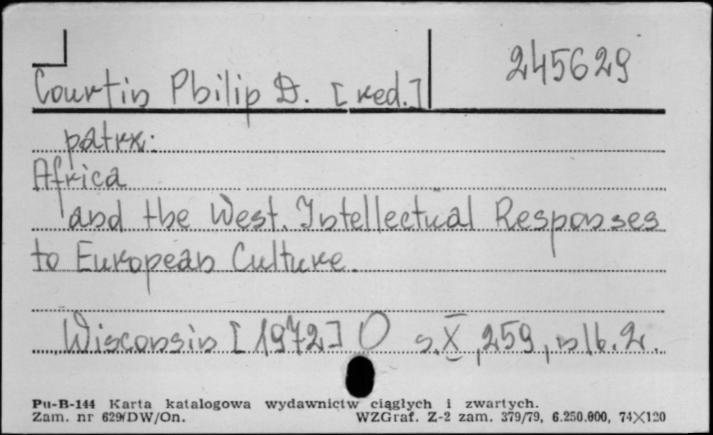 245629
Courtin Philip D. [red.]
patrz:
Africa
and the West. Intellectual Responses
to European Culture.
Wisconsin [1972] O s.X, 259, nlb. 2.
Pu-B-144 Karta katalogowa wydawnictw ciągłych i zwartych.
Zam. nr 629/DW/On. WZGraf. Z-2 zam. 379/79, 6.250.000, 74×120